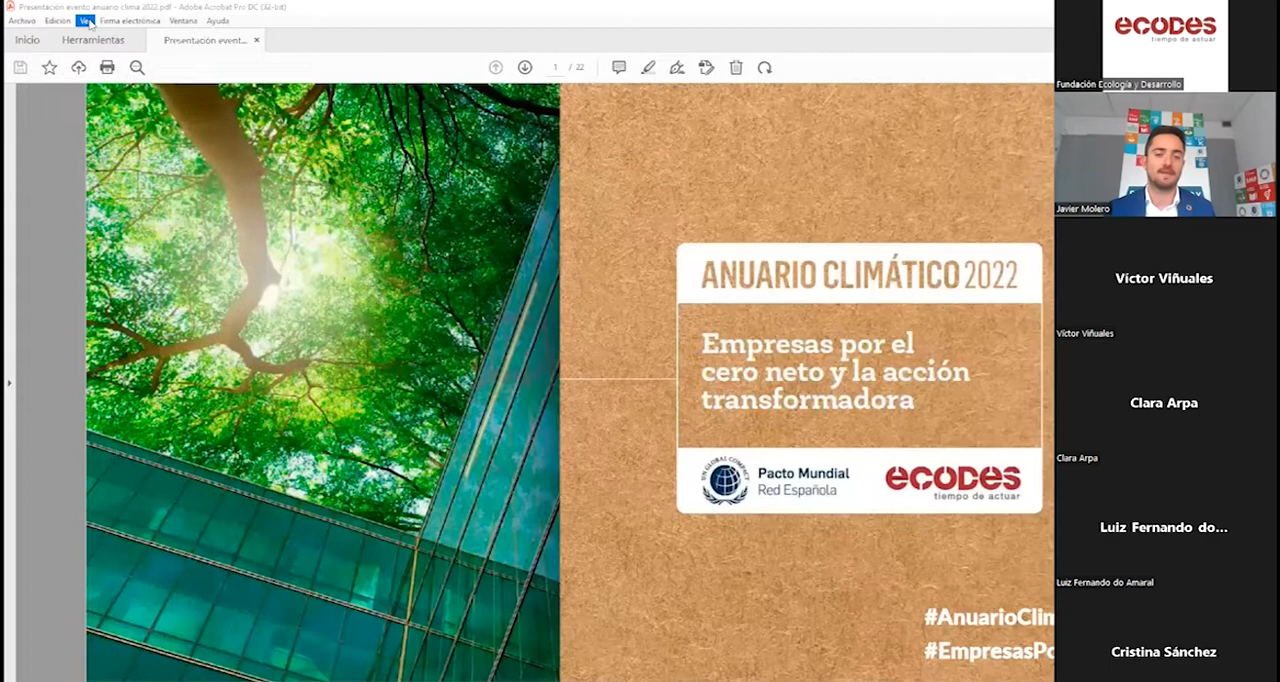 Presentación evento anuario clima 2022.pdf - Adobe Acrobat Pro DC (32-bit)
Archivo Edición Ver Firma electrónica Ventana Ayuda
Inicio Herramientas Presentación event... ×
1 / 22
ANUARIO CLIMÁTICO 2022
Empresas por el
cero neto y la acción
transformadora
UN GLOBAL COMPACT
Pacto Mundial
Red Española
ecodes
tiempo de actuar
#AnuarioClim
#EmpresasPo
ecodes
tiempo de actuar
Fundación Ecología y Desarrollo
Javier Molero
Víctor Viñuales
Víctor Viñuales
Clara Arpa
Clara Arpa
Luiz Fernando do...
Luiz Fernando do Amaral
Cristina Sánchez